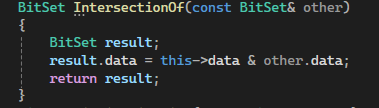 BitSet IntersectionOf(const BitSet& other)
{
    BitSet result;
    result.data = this->data & other.data;
    return result;
}